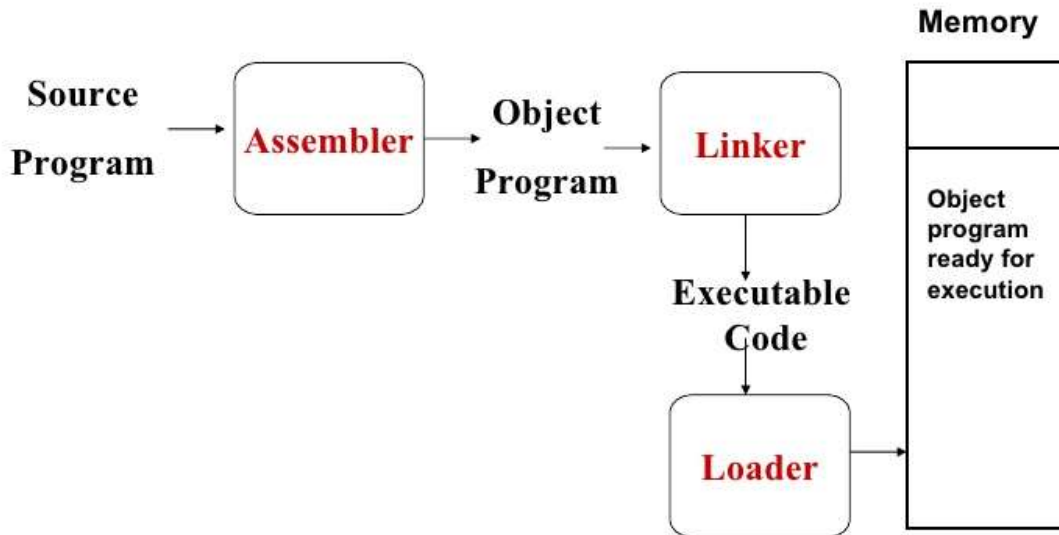 Memory
Source
Program
Assembler
Object
Program
Linker
Object
program
ready for
execution
Executable
Code
Loader